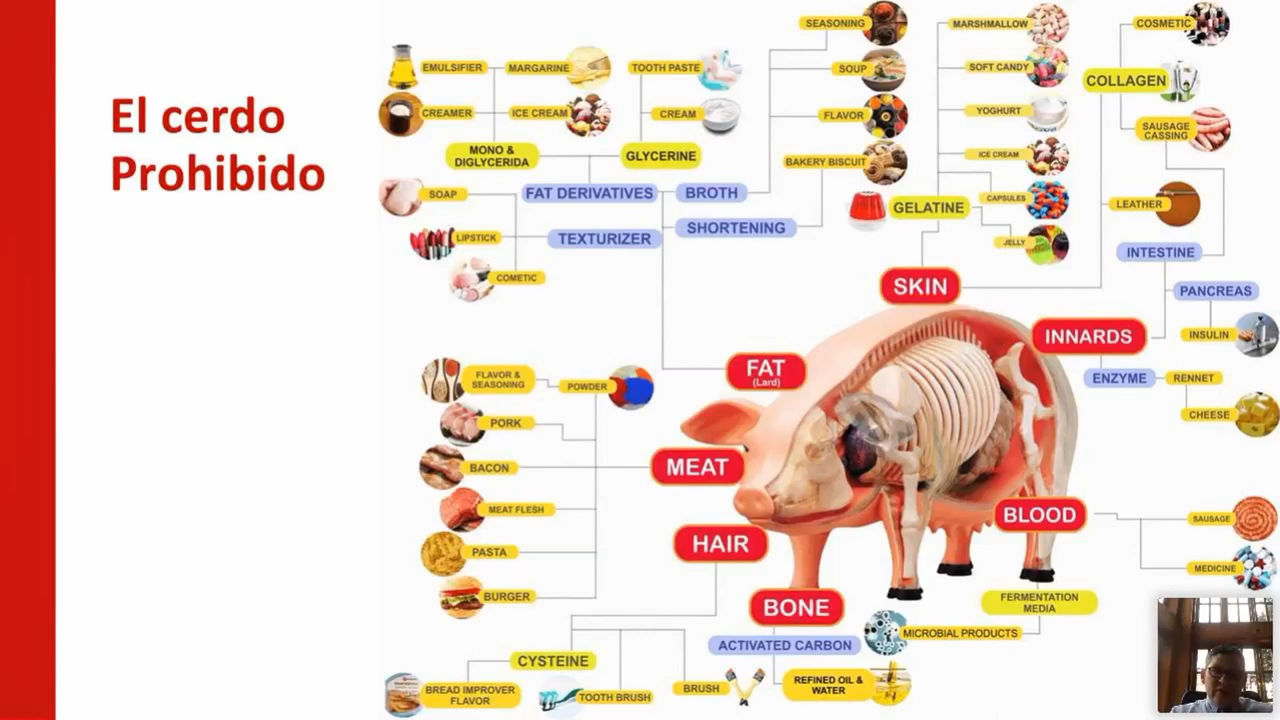 El cerdo
Prohibido
SEASONING
SOUP
FLAVOR
BAKERY BISCUIT
MARSHMALLOW
SOFT CANDY
YOGHURT
ICE CREAM
CAPSULES
JELLY
COSMETIC
COLLAGEN
SAUSAGE
CASSING
LEATHER
INTESTINE
PANCREAS
INSULIN
EMULSIFIER
MARGARINE
CREAMER
ICE CREAM
MONO &
DIGLYCERIDA
TOOTH PASTE
CREAM
GLYCERINE
FAT DERIVATIVES
BROTH
SHORTENING
TEXTURIZER
SOAP
LIPSTICK
COMETIC
GELATINE
SKIN
INNARDS
ENZYME
RENNET
CHEESE
FAT
(Lard)
FLAVOR &
SEASONING
POWDER
PORK
BACON
MEAT FLESH
PASTA
BURGER
MEAT
HAIR
BLOOD
SAUSAGE
MEDICINE
FERMENTATION
MEDIA
MICROBIAL PRODUCTS
BONE
ACTIVATED CARBON
REFINED OIL &
WATER
CYSTEINE
BREAD IMPROVER
FLAVOR
TOOTH BRUSH
BRUSH